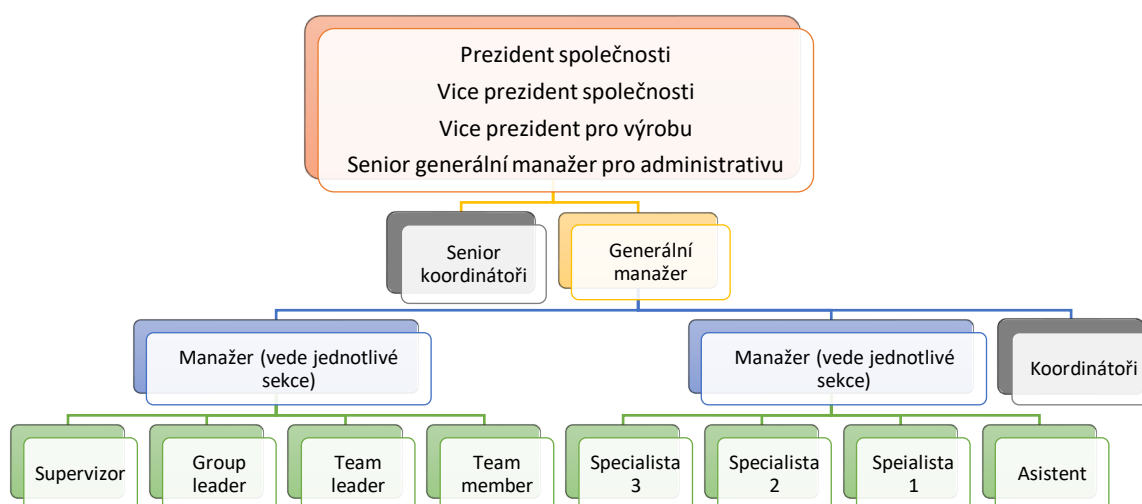 Prezident společnosti
Vice prezident společnosti
Vice prezident pro výrobu
Senior generální manažer pro administrativu
Senior
koordinátoři
Generální
manažer
Manažer (vede jednotlivé
sekce)
Manažer (vede jednotlivé
sekce)
Koordinátoři
Supervizor
Group
leader
Team
leader
Team
member
Specialista
3
Specialista
2
Speialista
1
Asistent